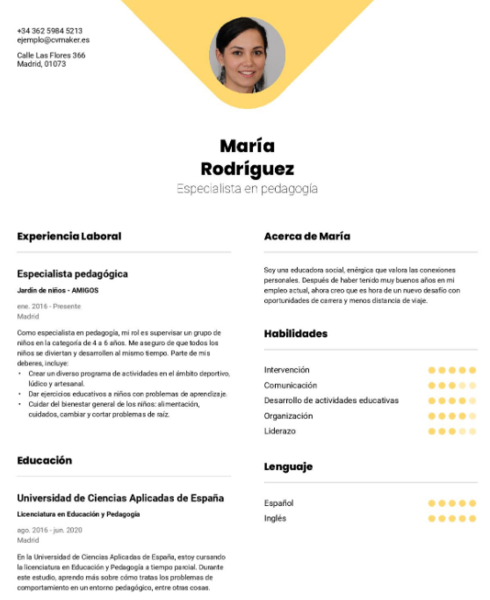 +34 362 5984 5213
ejemplo@cvmaker.es
Calle Las Flores 366
Madrid, 01073
María
Rodríguez
Especialista en pedagogía
Experiencia Laboral
Especialista pedagógica
Jardín de niños - AMIGOS
ene. 2016 - Presente
Madrid
Como especialista en pedagogía, mi rol es supervisar un grupo de
niños en la categoría de 4 a 6 años. Me aseguro de que todos los
niños se diviertan y desarrollen al mismo tiempo. Parte de mis
deberes, incluye:
• Crear un diverso programa de actividades en el ámbito deportivo,
lúdico y artesanal.
• Dar ejercicios educativos a niños con problemas de aprendizaje.
• Cuidar del bienestar general de los niños: alimentación,
cuidados, cambiar y cortar problemas de raíz.
Educación
Universidad de Ciencias Aplicadas de España
Licenciatura en Educación y Pedagogía
ago. 2016 - jun. 2020
Madrid
En la Universidad de Ciencias Aplicadas de España, estoy cursando
la licenciatura en Educación y Pedagogía a tiempo parcial. Durante
este estudio, aprendo más sobre cómo tratas los problemas de
comportamiento en un entorno pedagógico, entre otras cosas.
Acerca de María
Soy una educadora social, enérgica que valora las conexiones
personales. Después de haber tenido muy buenos años en mi
empleo actual, ahora creo que es hora de un nuevo desafío con
oportunidades de carrera y menos distancia de viaje.
Habilidades
Intervención
Comunicación
Desarrollo de actividades educativas
Organización
Liderazo
Lenguaje
Español
Inglés